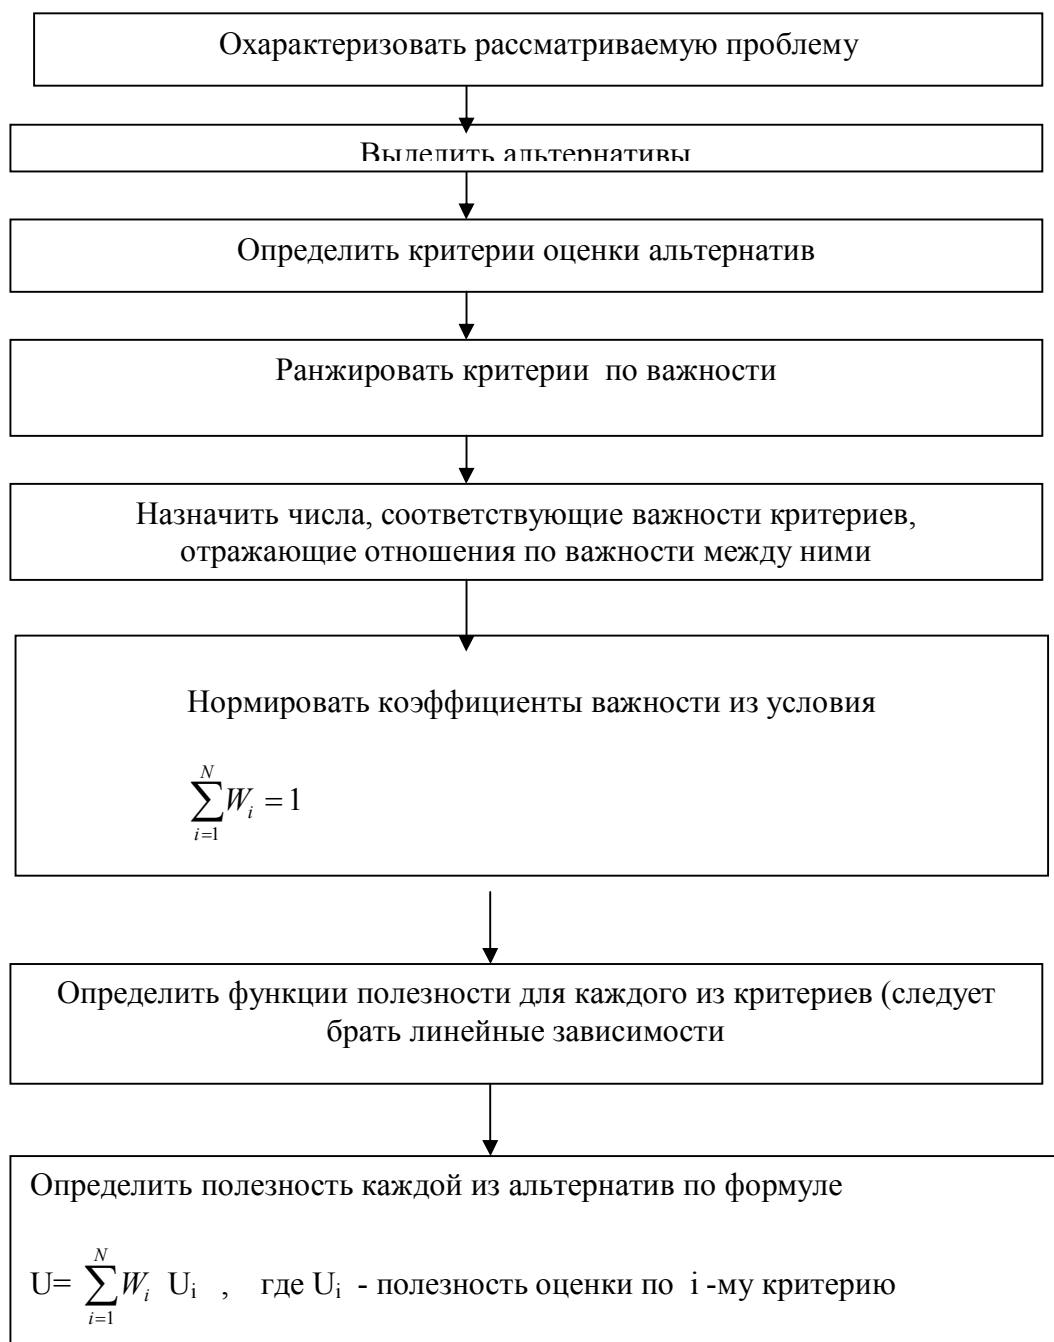 Охарактеризовать рассматриваемую проблему
Выделить альтернативы
Определить критерии оценки альтернатив
Ранжировать критерии по важности
Назначить числа, соответствующие важности критериев,
отражающие отношения по важности между ними
Нормировать коэффициенты важности из условия
\sum_{i=1}^{N} W_i = 1
Определить функции полезности для каждого из критериев (следует
брать линейные зависимости
Определить полезность каждой из альтернатив по формуле
U= \sum_{i=1}^{N} W_i U_i , где U_i - полезность оценки по i -му критерию